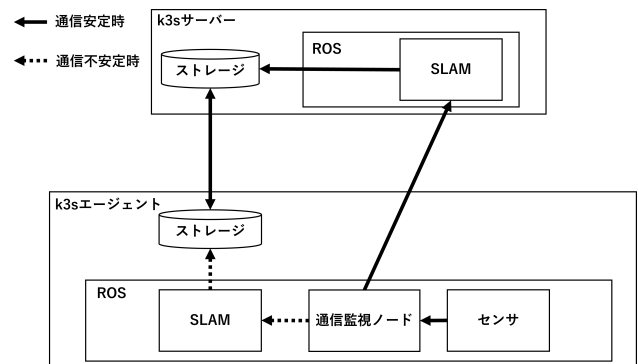 通信安定時
通信不安定時
k3sサーバー
ROS
SLAM
ストレージ
k3sエージェント
ストレージ
ROS
SLAM
通信監視ノード
センサ